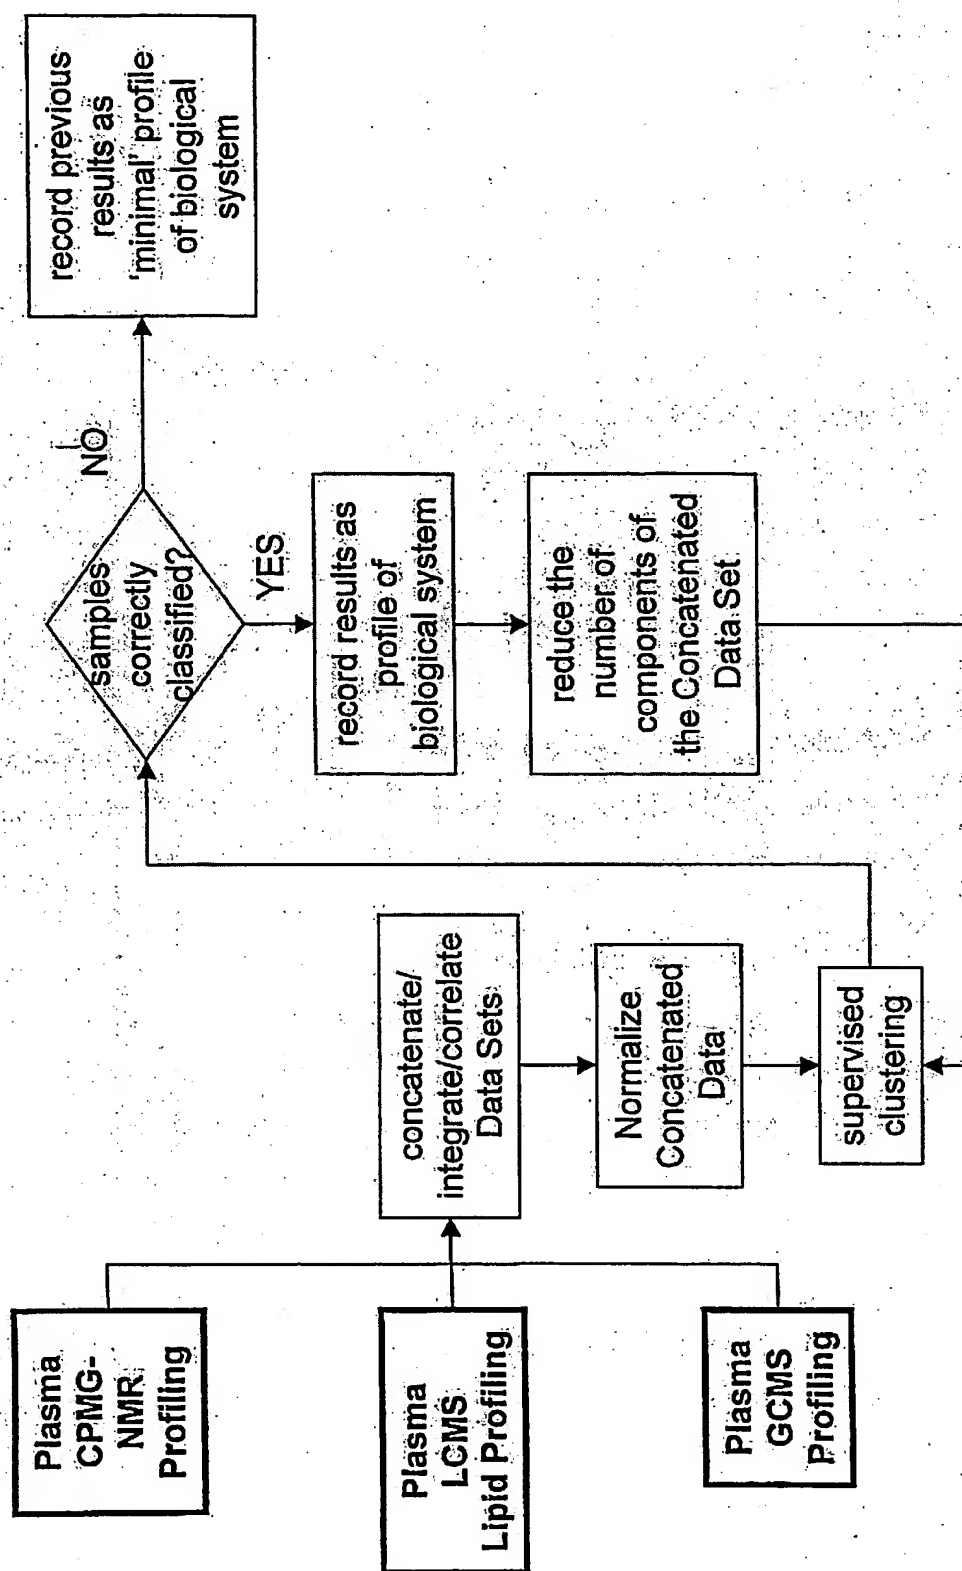 Plasma
CPMG-
NMR
Profiling
Plasma
LCMS
Lipid Profiling
Plasma
GCMS
Profiling
concatenate/
integrate/correlate
Data Sets
Normalize
Concatenated
Data
supervised
clustering
samples
correctly
classified?
NO
YES
record results as
profile of
biological system
reduce the
number of
components of
the Concatenated
Data Set
record previous
results as
'minimal' profile
of biological
system